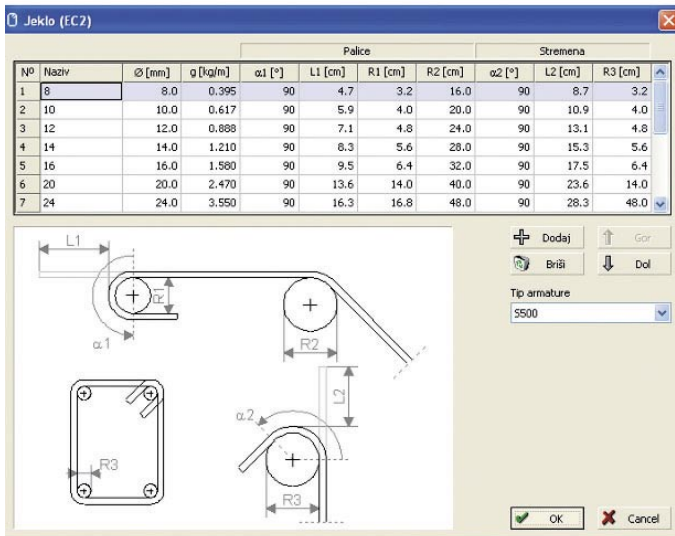 Jeklo (EC2)
Palice Stremena
Nº Naziv Ø [mm] g [kg/m] α1 [°] L1 [cm] R1 [cm] R2 [cm] α2 [°] L2 [cm] R3 [cm]
1 8 8.0 0.395 90 4.7 3.2 16.0 90 8.7 3.2
2 10 10.0 0.617 90 5.9 4.0 20.0 90 10.9 4.0
3 12 12.0 0.888 90 7.1 4.8 24.0 90 13.1 4.8
4 14 14.0 1.210 90 8.3 5.6 28.0 90 15.3 5.6
5 16 16.0 1.580 90 9.5 6.4 32.0 90 17.5 6.4
6 20 20.0 2.470 90 13.6 14.0 40.0 90 23.6 14.0
7 24 24.0 3.550 90 16.3 16.8 48.0 90 28.3 48.0
L1
R1
α1
R2
R3
α2
L2
R3
Dodaj Gor
Briši Dol
Tip armature
S500
OK Cancel